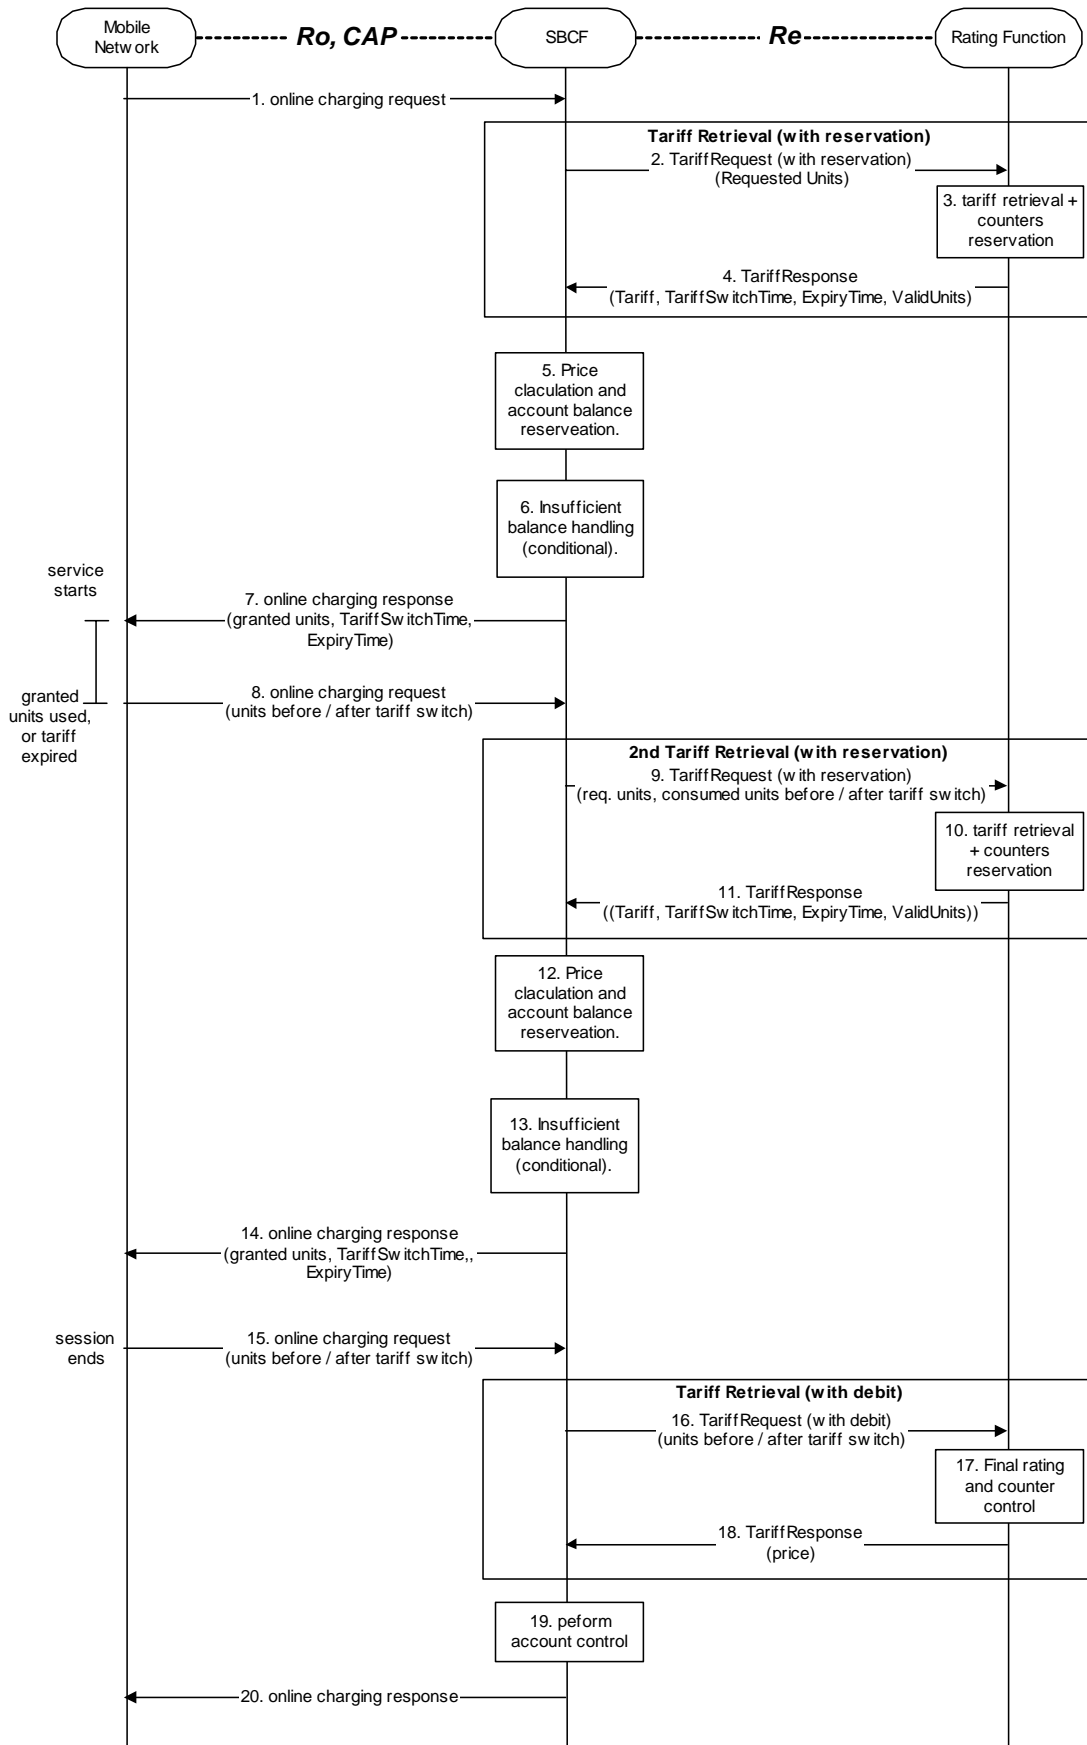 Mobile
Network
Ro, CAP
SBCF
Re
Rating Function
1. online charging request
Tariff Retrieval (with reservation)
2. TariffRequest (with reservation)
(Requested Units)
3. tariff retrieval +
counters
reservation
4. TariffResponse
(Tariff, TariffSwitchTime, ExpiryTime, ValidUnits)
5. Price
claculation and
account balance
reserveation.
6. Insufficient
balance handling
(conditional).
service
starts
7. online charging response
(granted units, TariffSwitchTime,
ExpiryTime)
granted
units used,
or tariff
expired
8. online charging request
(units before / after tariff switch)
2nd Tariff Retrieval (with reservation)
9. TariffRequest (with reservation)
(req. units, consumed units before / after tariff switch)
10. tariff retrieval
+ counters
reservation
11. TariffResponse
((Tariff, TariffSwitchTime, ExpiryTime, ValidUnits))
12. Price
claculation and
account balance
reserveation.
13. Insufficient
balance handling
(conditional).
14. online charging response
(granted units, TariffSwitchTime,,
ExpiryTime)
session
ends
15. online charging request
(units before / after tariff switch)
Tariff Retrieval (with debit)
16. TariffRequest (with debit)
(units before / after tariff switch)
17. Final rating
and counter
control
18. TariffResponse
(price)
19. peform
account control
20. online charging response